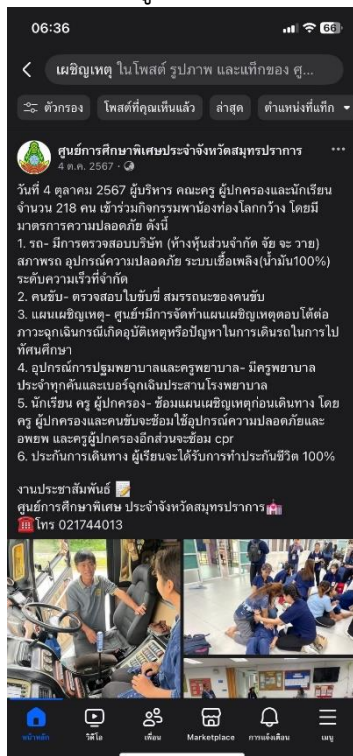 06:36
66
เผชิญเหตุ ในโพสต์ รูปภาพ และแท็กของ ศู...
ตัวกรอง โพสต์ที่คุณเห็นแล้ว ล่าสุด ตำแหน่งที่แท็ก
ศูนย์การศึกษาพิเศษประจำจังหวัดสมุทรปราการ
4 ต.ค. 2567
วันที่ 4 ตุลาคม 2567 ผู้บริหาร คณะครู ผู้ปกครองและนักเรียน
จำนวน 218 คน เข้าร่วมกิจกรรมพาน้องท่องโลกกว้าง โดยมี
มาตรการความปลอดภัย ดังนี้
1. รถ- มีการตรวจสอบบริษัท (ห้างหุ้นส่วนจำกัด จัย จะ วาย)
สภาพรถ อุปกรณ์ความปลอดภัย ระบบเชื้อเพลิง(น้ำมัน100%)
ระดับความเร็วที่จำกัด
2. คนขับ- ตรวจสอบใบขับขี่ สมรรถนะของคนขับ
3. แผนเผชิญเหตุ- ศูนย์ฯมีการจัดทำแผนเผชิญเหตุตอบโต้ต่อ
ภาวะฉุกเฉินกรณีเกิดอุบัติเหตุหรือปัญหาในการเดินรถในการไป
ทัศนศึกษา
4. อุปกรณ์การปฐมพยาบาลและครูพยาบาล- มีครูพยาบาล
ประจำทุกคันและเบอร์ฉุกเฉินประสานโรงพยาบาล
5. นักเรียน ครู ผู้ปกครอง- ซ้อมแผนเผชิญเหตุก่อนเดินทาง โดย
ครู ผู้ปกครองและคนขับจะซ้อมใช้อุปกรณ์ความปลอดภัยและ
อพยพ และครูผู้ปกครองอีกส่วนจะซ้อม cpr
6. ประกันการเดินทาง ผู้เรียนจะได้รับการทำประกันชีวิต 100%
งานประชาสัมพันธ์
ศูนย์การศึกษาพิเศษ ประจำจังหวัดสมุทรปราการ
โทร 021744013
หน้าหลัก วิดีโอ เพื่อน Marketplace การแจ้งเตือน เมนู